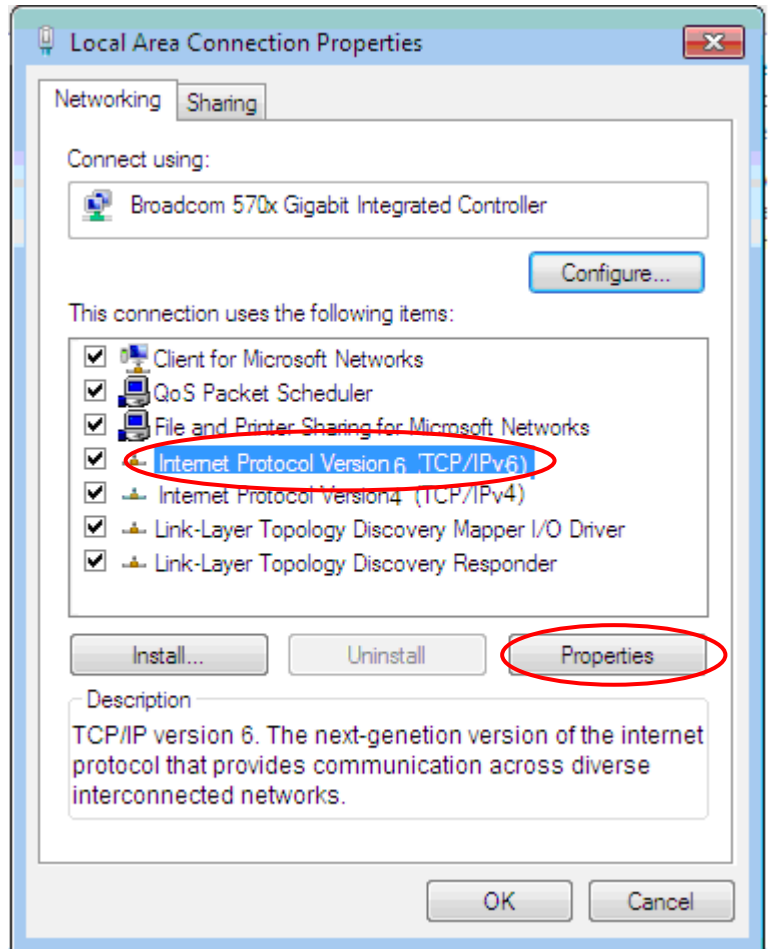 Local Area Connection Properties
Networking
Sharing
Connect using:
Broadcom 570x Gigabit Integrated Controller
Configure...
This connection uses the following items:
Client for Microsoft Networks
QoS Packet Scheduler
File and Printer Sharing for Microsoft Networks
Internet Protocol Version 6 (TCP/IPv6)
Internet Protocol Version4 (TCP/IPv4)
Link-Layer Topology Discovery Mapper I/O Driver
Link-Layer Topology Discovery Responder
Install...
Uninstall
Properties
Description
TCP/IP version 6. The next-genetion version of the internet
protocol that provides communication across diverse
interconnected networks.
OK
Cancel